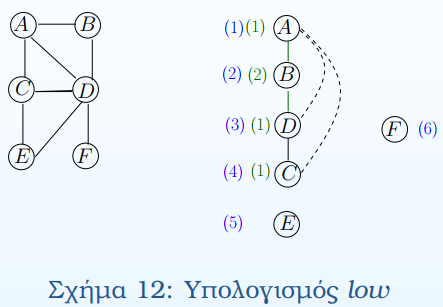 A B (1) (1) A
(2) (2) B
C D
(3) (1) D F (6)
E F (4) (1) C
(5) E
Σχήμα 12: Υπολογισμός low